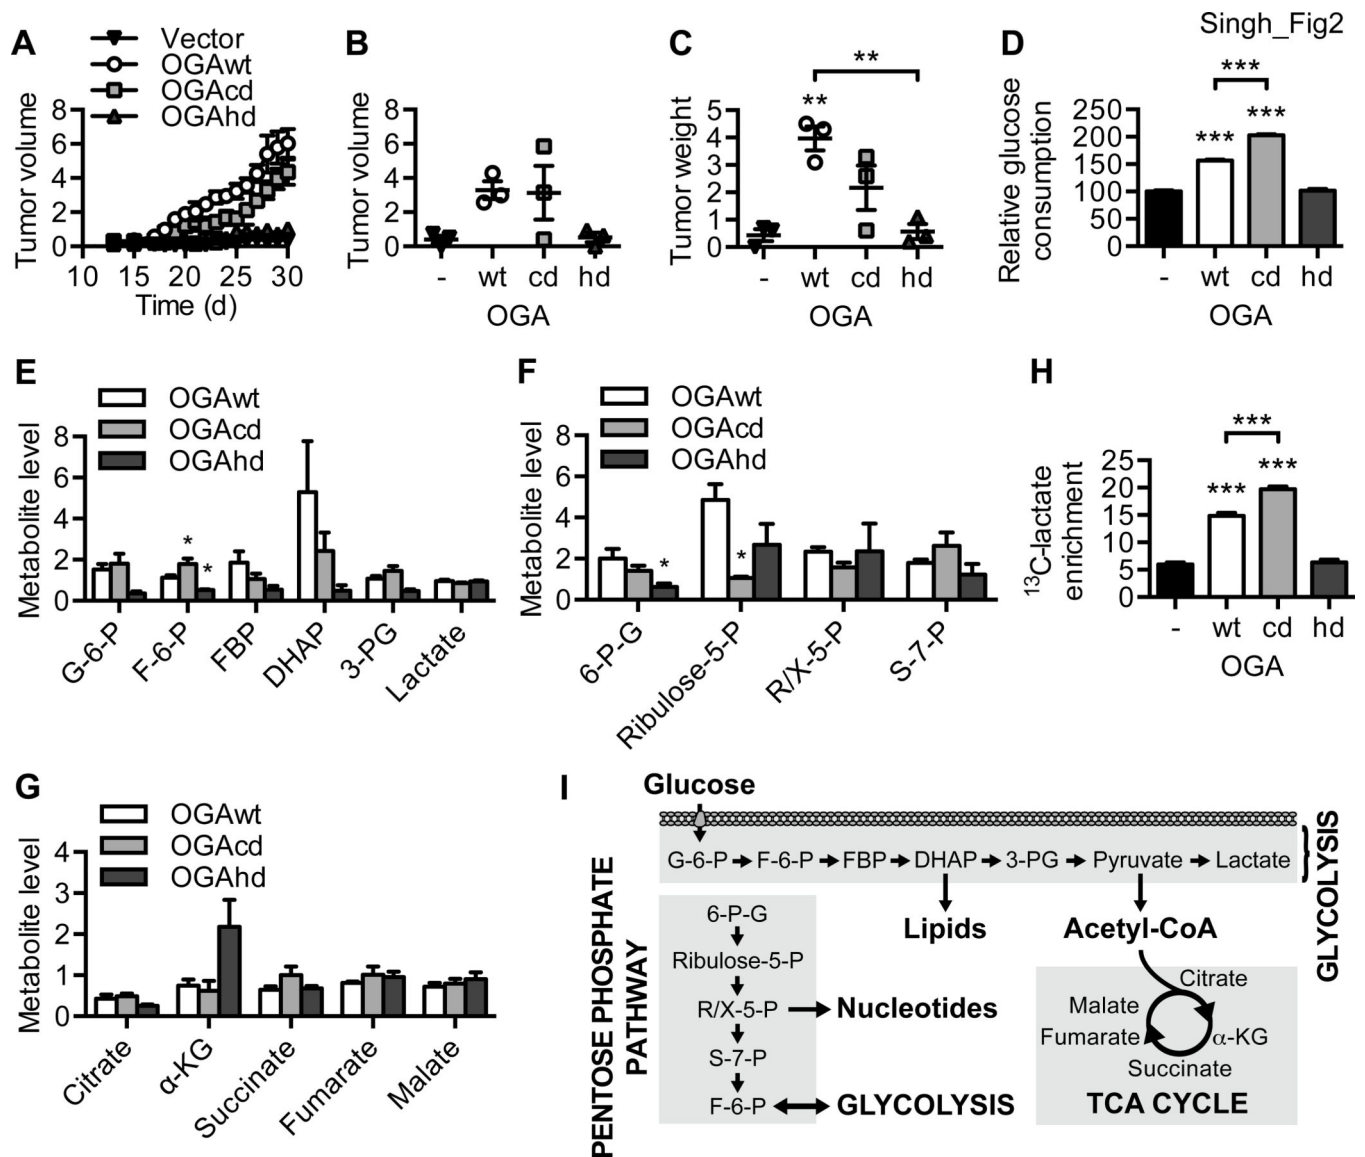 Singh_Fig2
A
Vector
OGAwt
OGAcd
OGAhd
Tumor volume
8
6
4
2
0
10 15 20 25 30
Time (d)
B
Tumor volume
8
6
4
2
0
- wt cd hd
OGA
C
**
**
Tumor weight
5
4
3
2
1
0
- wt cd hd
OGA
D
***
***
***
Relative glucose
consumption
250
200
150
100
50
0
- wt cd hd
OGA
E
OGAwt
OGAcd
OGAhd
Metabolite level
8
6
4
2
0
*
*
G-6-P
F-6-P
FBP
DHAP
3-PG
Lactate
F
OGAwt
OGAcd
OGAhd
Metabolite level
8
6
4
2
0
*
*
6-P-G
Ribulose-5-P
R/X-5-P
S-7-P
H
***
***
***
13C-lactate
enrichment
25
20
15
10
5
0
- wt cd hd
OGA
G
OGAwt
OGAcd
OGAhd
Metabolite level
4
3
2
1
0
Citrate
α-KG
Succinate
Fumarate
Malate
I
Glucose
G-6-P F-6-P FBP DHAP 3-PG Pyruvate Lactate
GLYCOLYSIS
PENTOSE PHOSPHATE
PATHWAY
6-P-G
Ribulose-5-P
R/X-5-P
S-7-P
F-6-P
Lipids
Nucleotides
GLYCOLYSIS
Acetyl-CoA
Citrate
Malate
Fumarate
α-KG
Succinate
TCA CYCLE